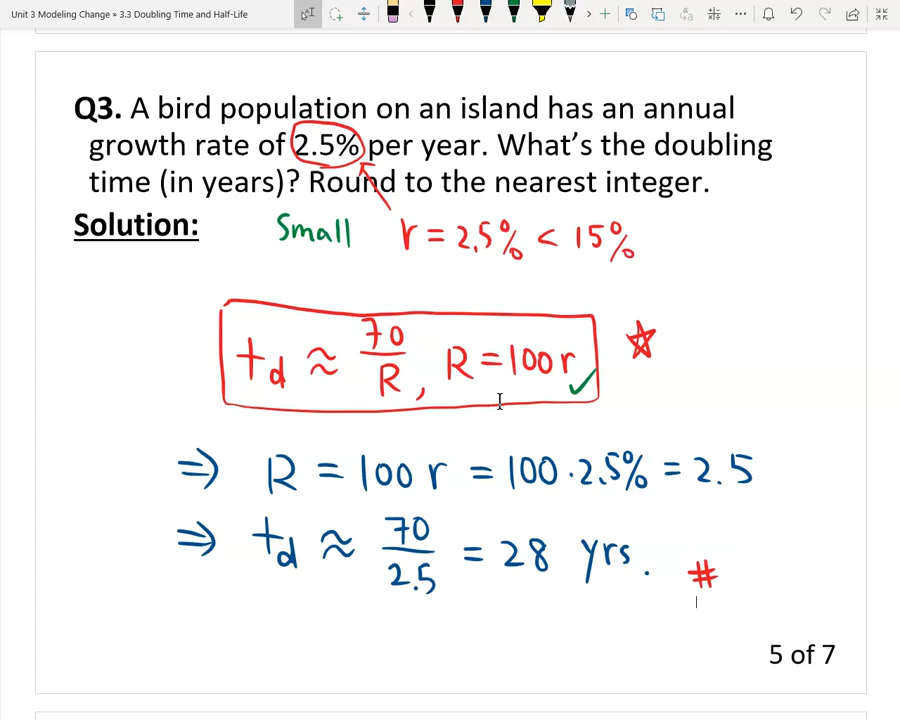 Unit 3 Modeling Change » 3.3 Doubling Time and Half-Life
Q3. A bird population on an island has an annual
growth rate of 2.5% per year. What’s the doubling
time (in years)? Round to the nearest integer.
Solution:
Small r = 2.5% < 15%
t_d ≈ 70/R, R = 100r ✓ ☆
⇒ R = 100 r = 100 · 2.5% = 2.5
⇒ t_d ≈ 70/2.5 = 28 yrs. #
5 of 7